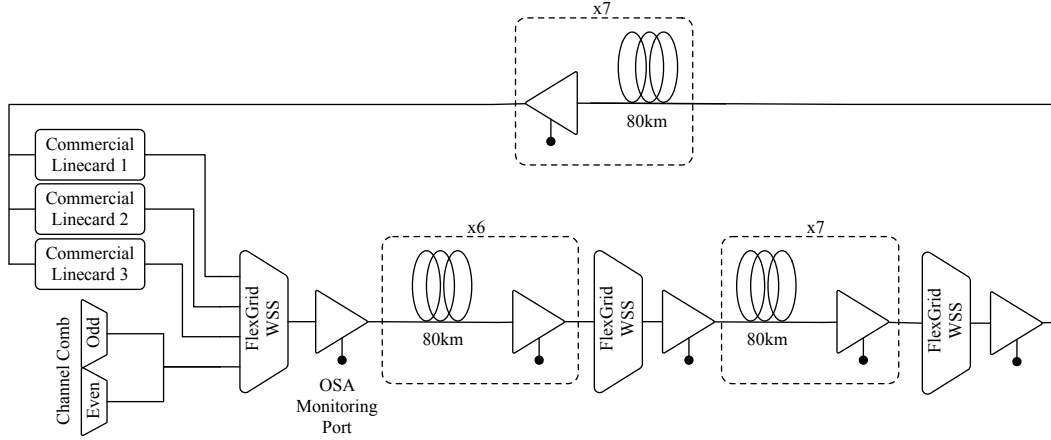 x7
80km
Commercial
Linecard 1
Commercial
Linecard 2
Commercial
Linecard 3
Channel Comb
Odd
Even
FlexGrid
WSS
OSA
Monitoring
Port
x6
80km
FlexGrid
WSS
x7
80km
FlexGrid
WSS